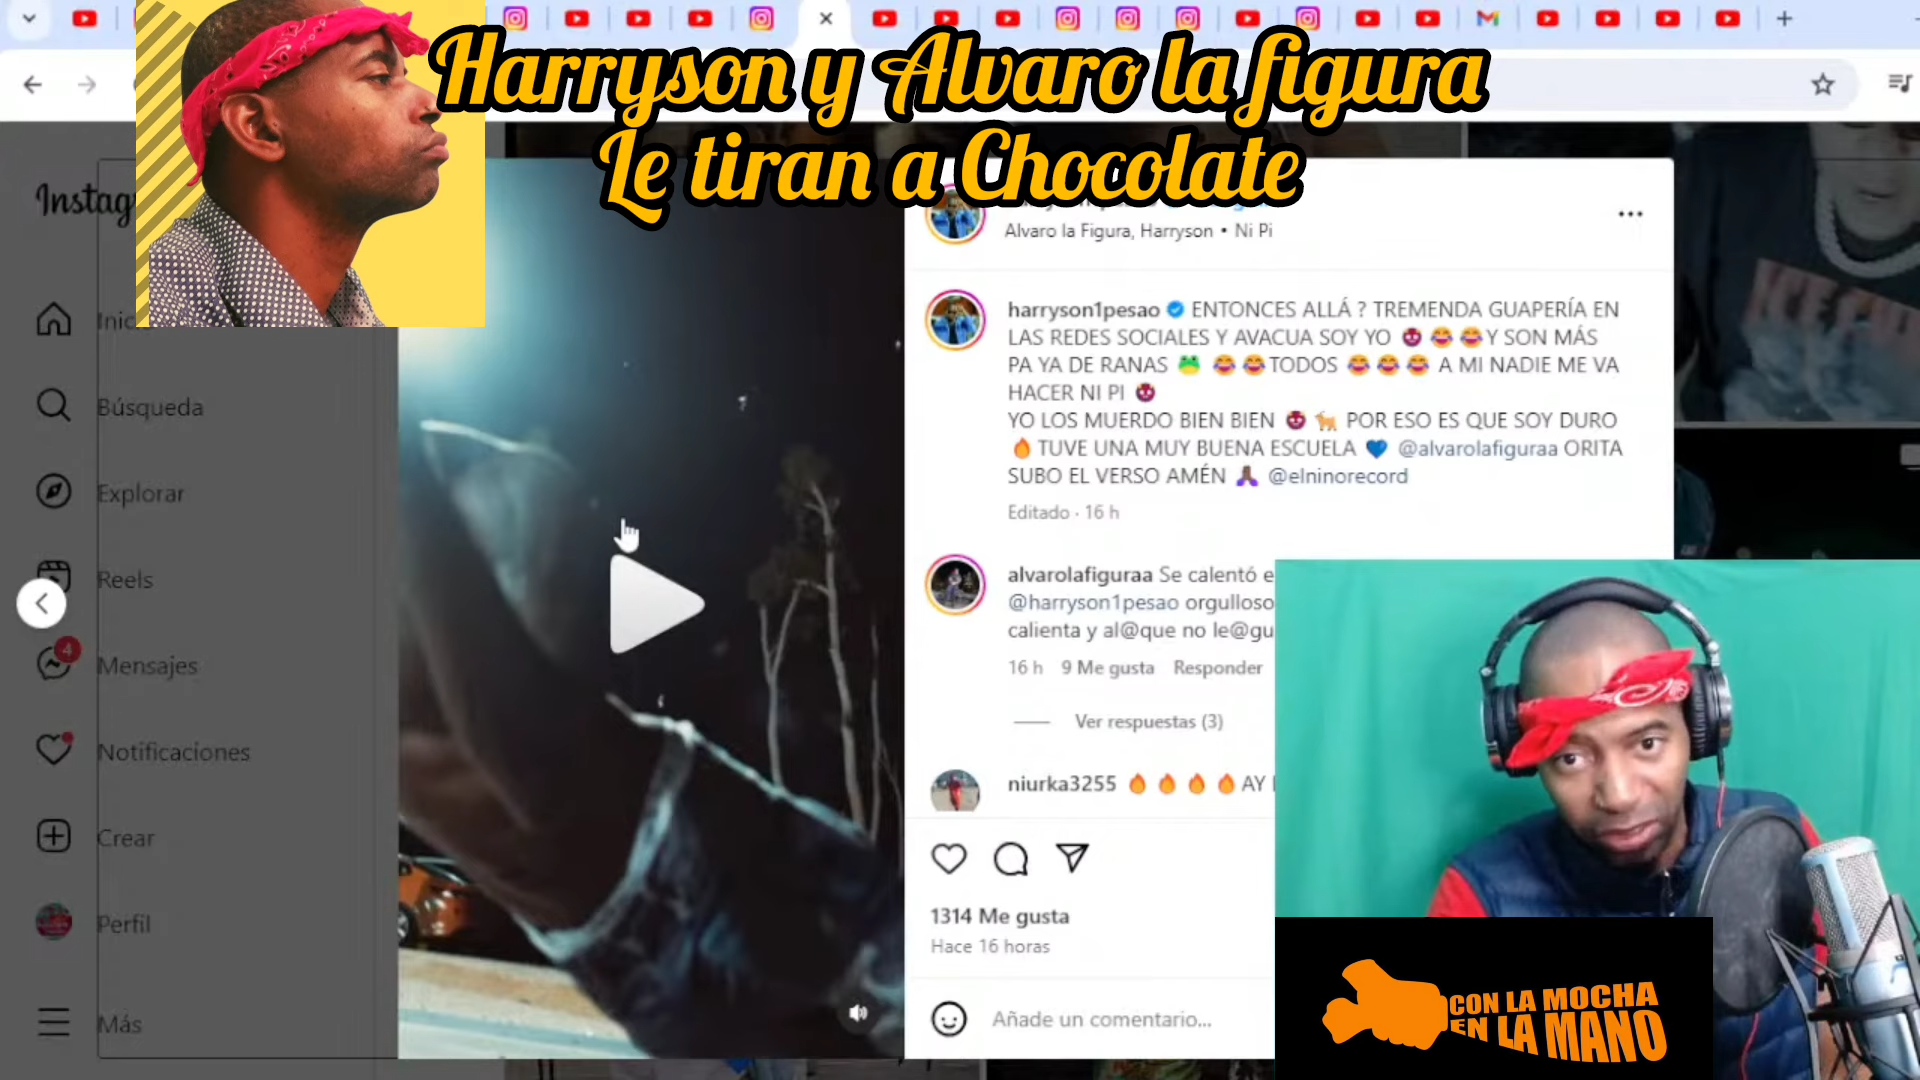 Harryson y Alvaro la figura
Le tiran a Chocolate
Instag
Inic
Búsqueda
Explorar
Reels
4
Mensajes
Notificaciones
Crear
Perfil
Más
Alvaro la Figura, Harryson • Ni Pi
harryson1pesao ENTONCES ALLÁ ? TREMENDA GUAPERÍA EN
LAS REDES SOCIALES Y AVACUA SOY YO 😂 😂 Y SON MÁS
PA YA DE RANAS 🐸 😂 😂 TODOS 😂 😂 😂 A MI NADIE ME VA
HACER NI PI
YO LOS MUERDO BIEN BIEN 🐐 POR ESO ES QUE SOY DURO
🔥 TUVE UNA MUY BUENA ESCUELA 💙 @alvarolafiguraa ORITA
SUBO EL VERSO AMÉN 🙏🏿 @elninorecord
Editado · 16 h
alvarolafiguraa Se calentó e
@harryson1pesao orgulloso
calienta y al@que no le@gu
16 h 9 Me gusta Responder
Ver respuestas (3)
niurka3255 🔥 🔥 🔥 🔥 AY
1314 Me gusta
Hace 16 horas
Añade un comentario...
CON LA MOCHA
EN LA MANO